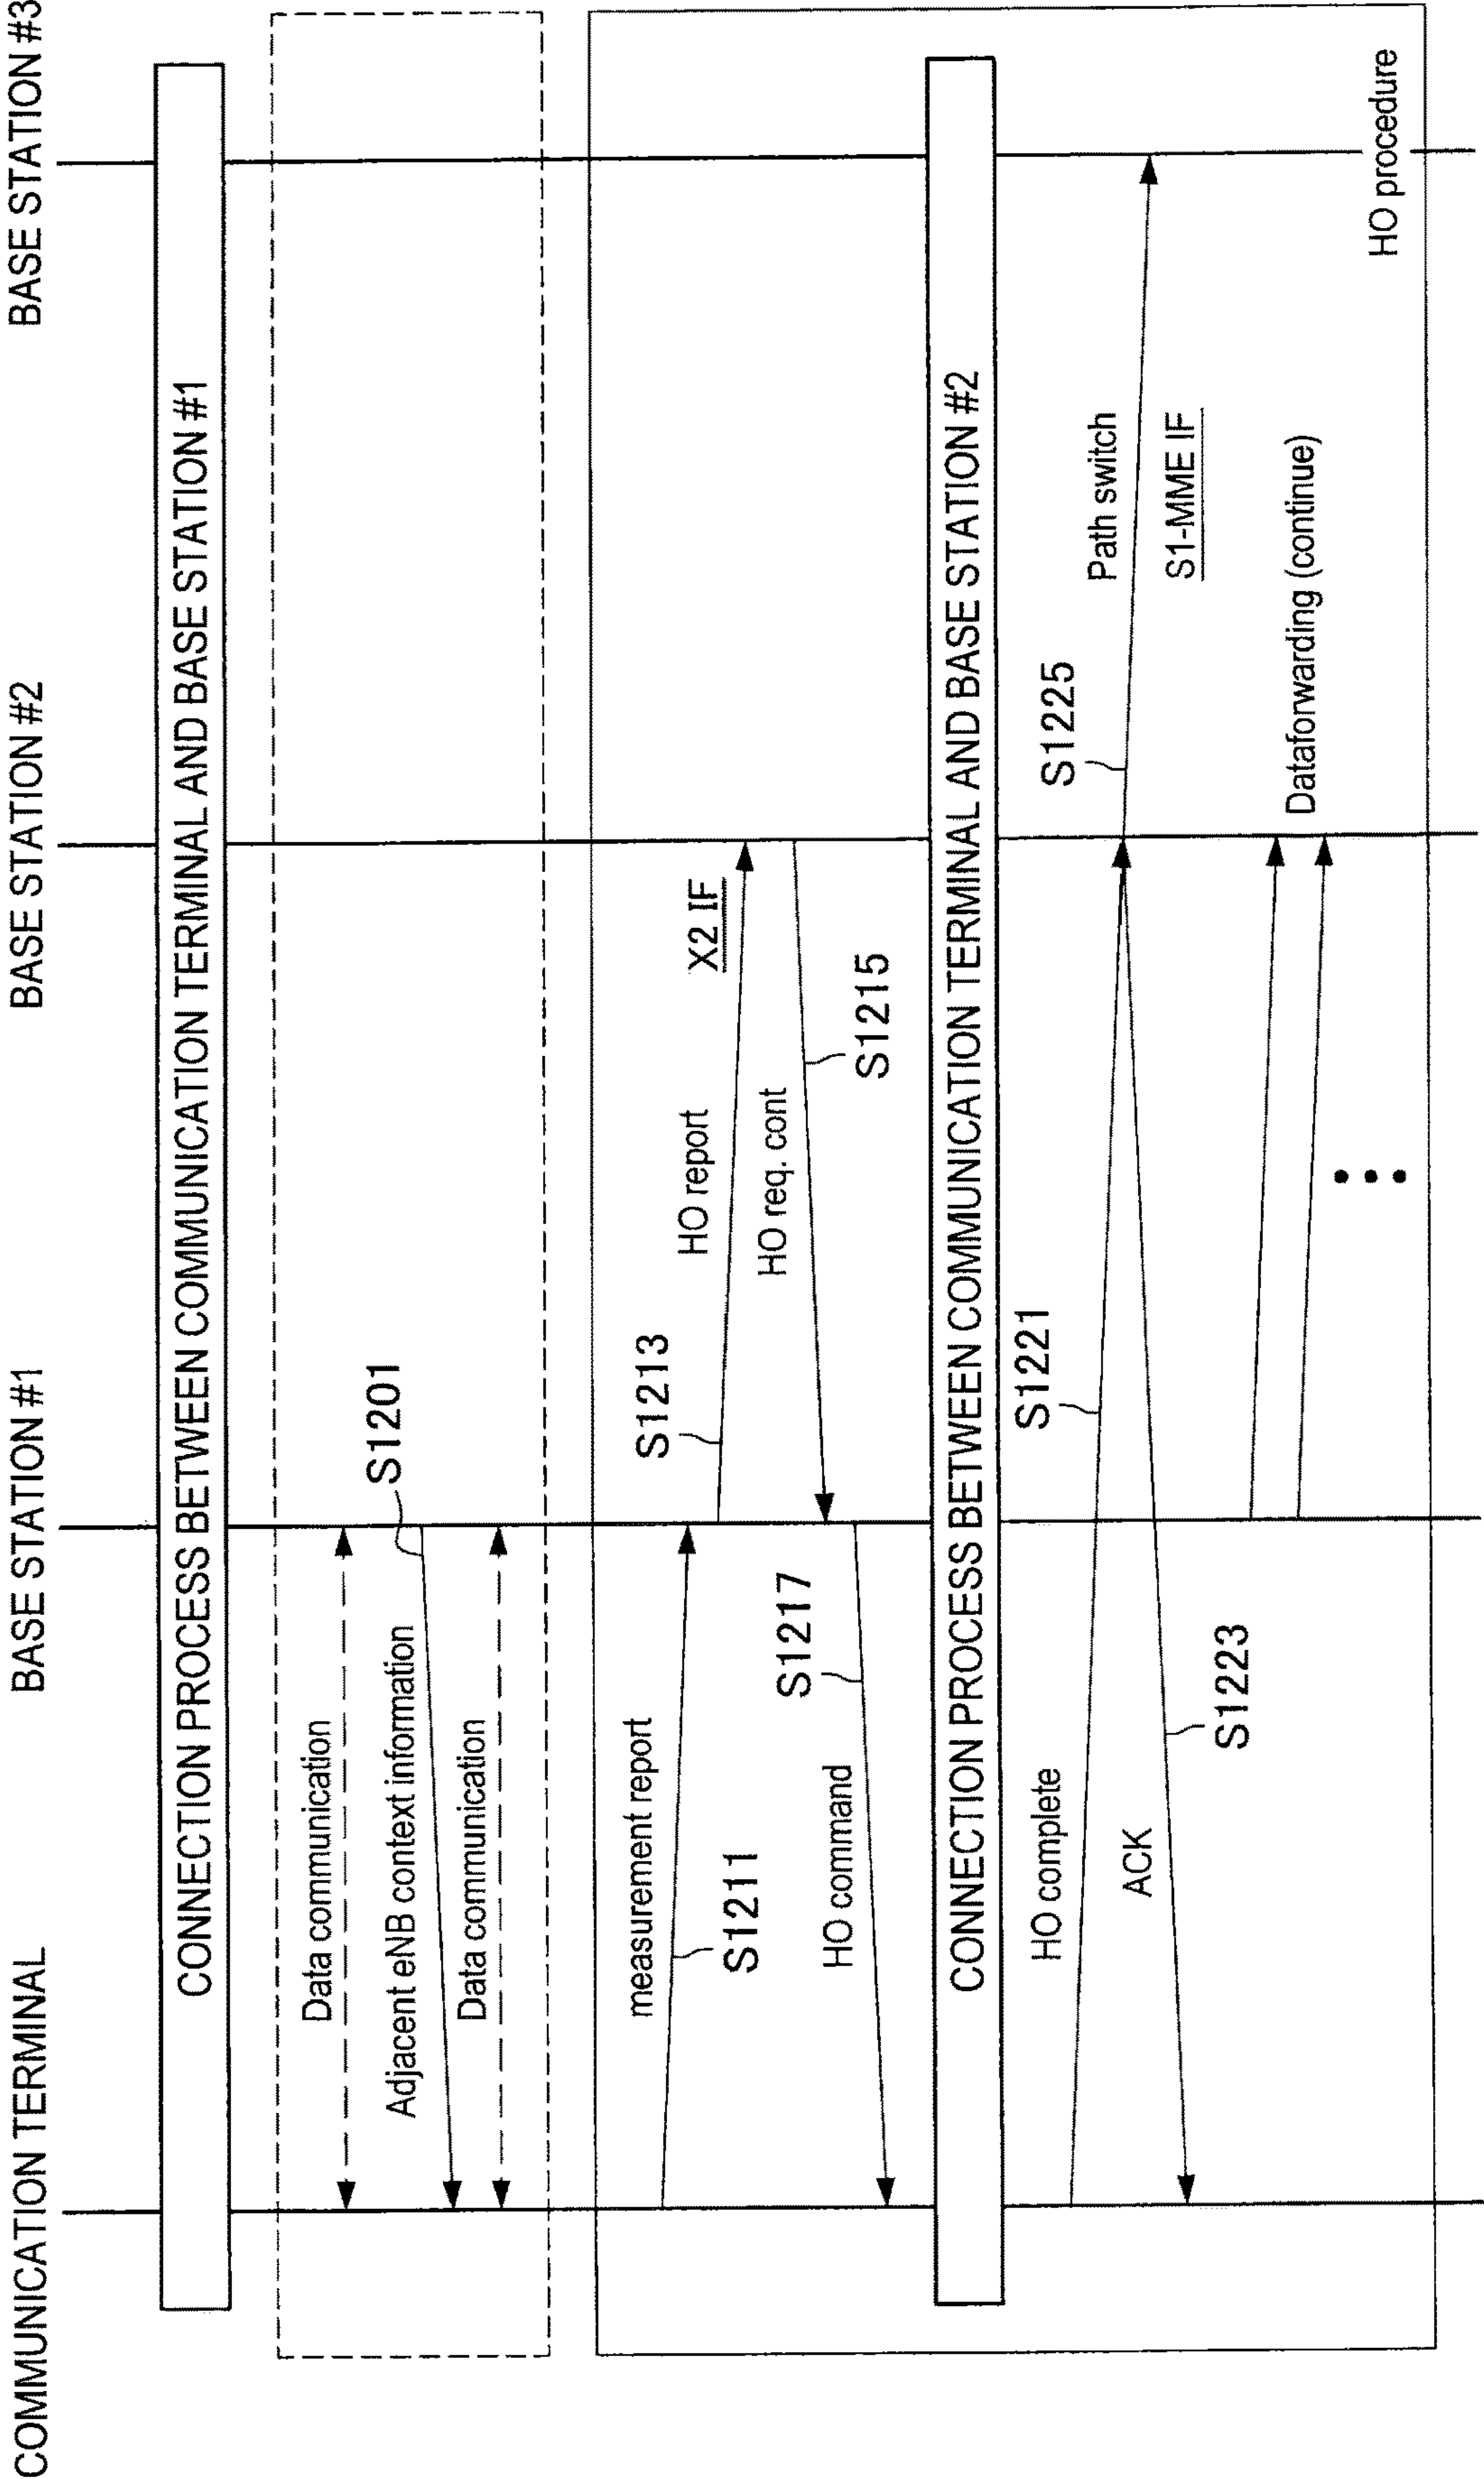 COMMUNICATION TERMINAL
BASE STATION #1
BASE STATION #2
BASE STATION #3
CONNECTION PROCESS BETWEEN COMMUNICATION TERMINAL AND BASE STATION #1
Data communication
S1201
Adjacent eNB context information
Data communication
measurement report
S1211
S1213
HO report
X2 IF
HO req. cont
S1215
S1217
HO command
CONNECTION PROCESS BETWEEN COMMUNICATION TERMINAL AND BASE STATION #2
HO complete
S1221
S1225
Path switch
S1-MME IF
ACK
S1223
Dataforwarding (continue)
HO procedure